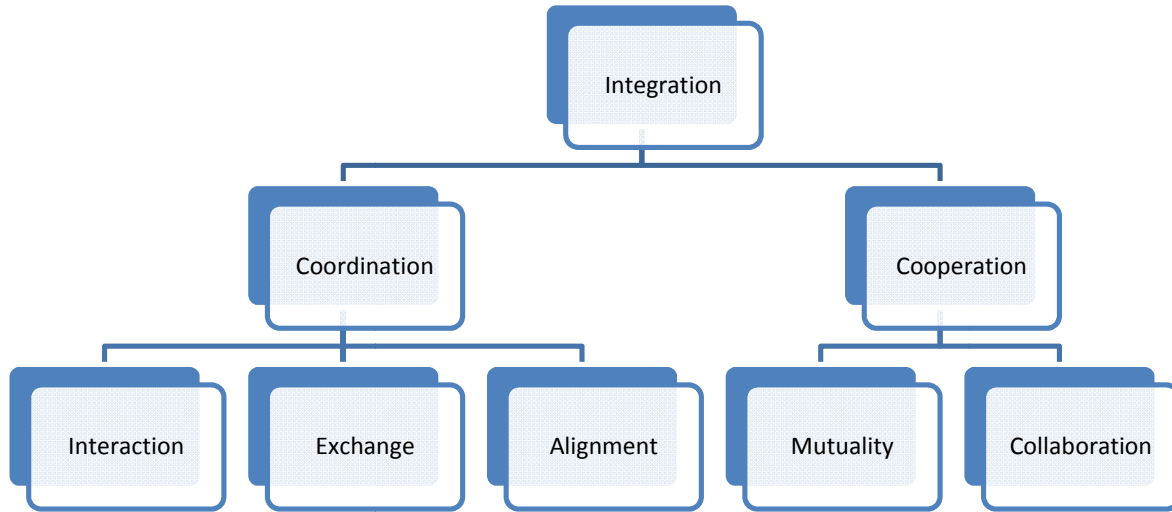 Integration
Coordination
Cooperation
Interaction
Exchange
Alignment
Mutuality
Collaboration